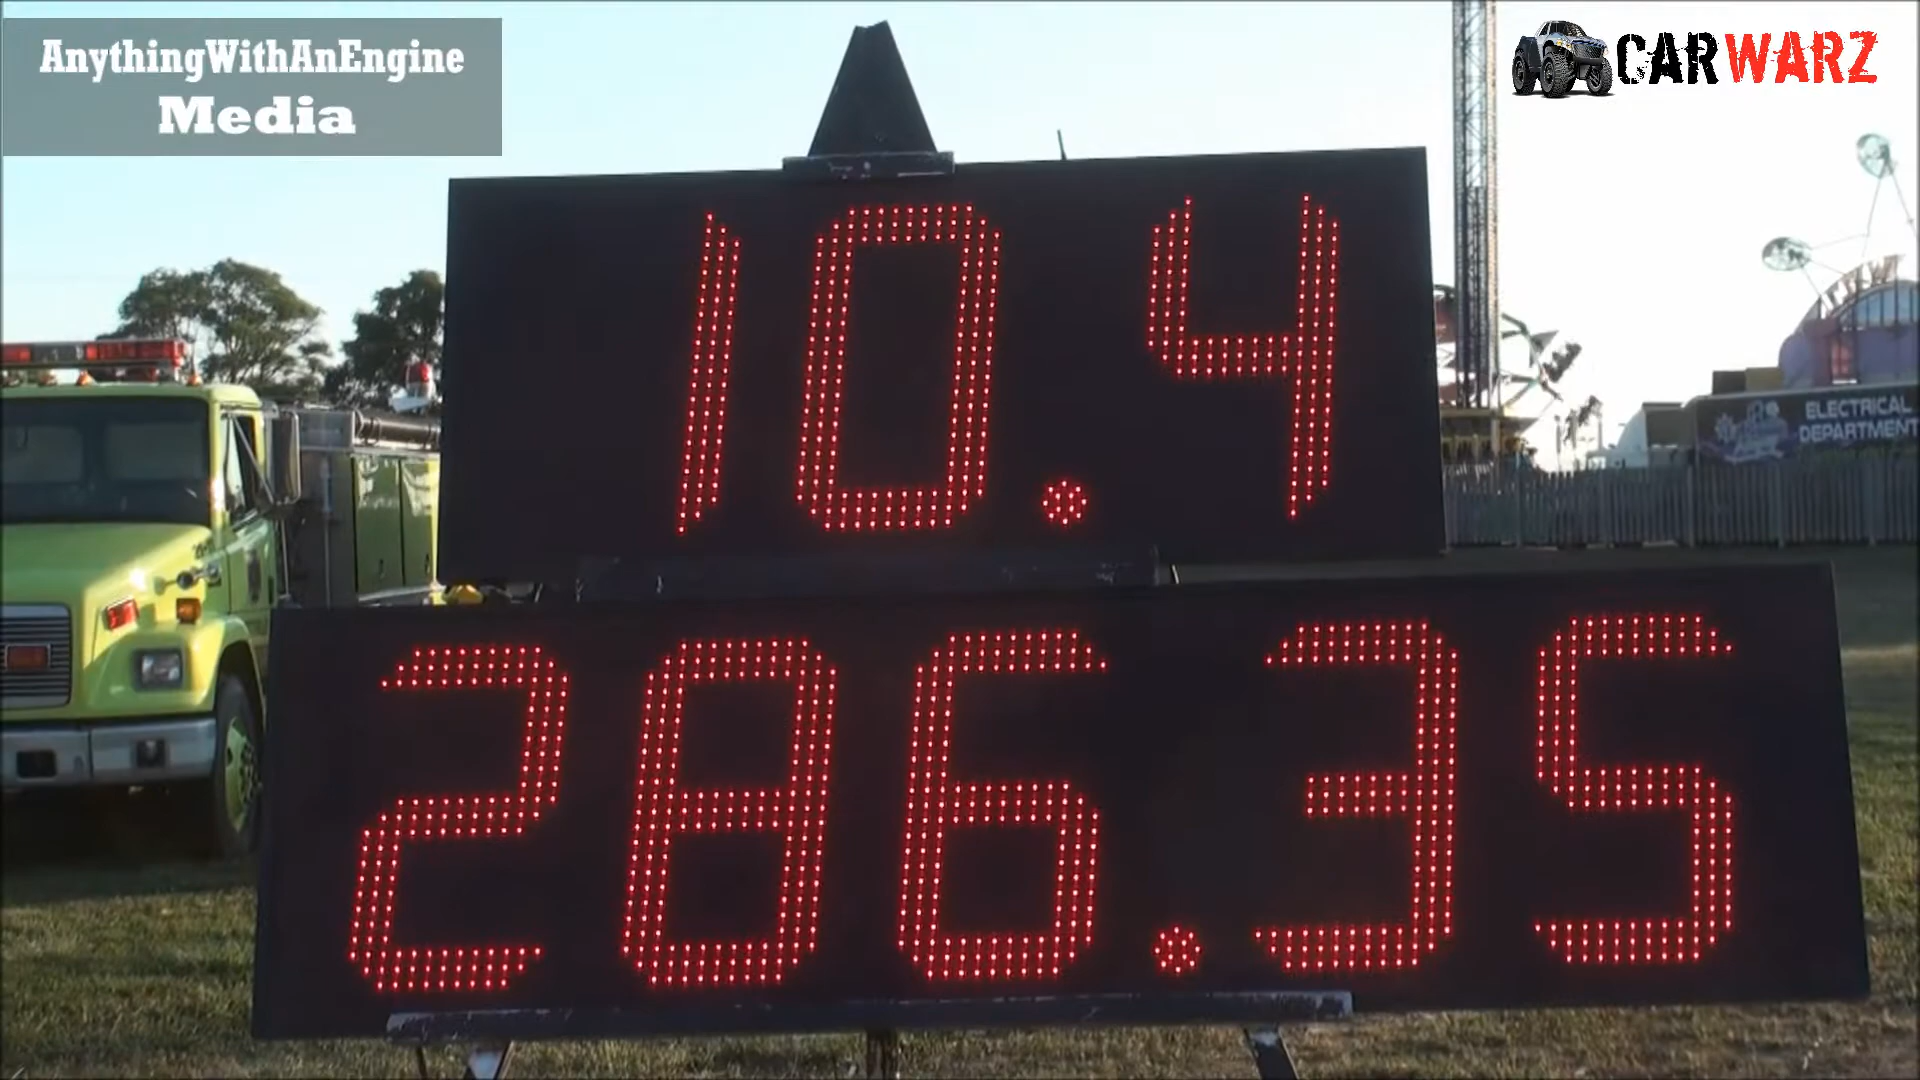 AnythingWithAnEngine
Media
CARWARZ
10.4
ELECTRICAL
DEPARTMENT
286.35